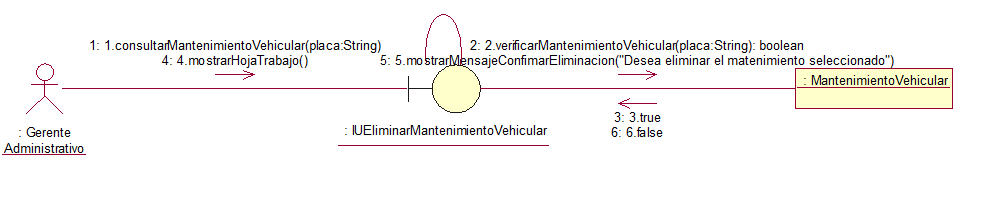 1: 1.consultarMantenimientoVehicular(placa:String)
4: 4.mostrarHojaTrabajo()
2: 2.verificarMantenimientoVehicular(placa:String): boolean
5: 5.mostrarMensajeConfimarEliminacion("Desea eliminar el matenimiento seleccionado")
: MantenimientoVehicular
3: 3.true
6: 6.false
: Gerente
Administrativo
: IUEliminarMantenimientoVehicular